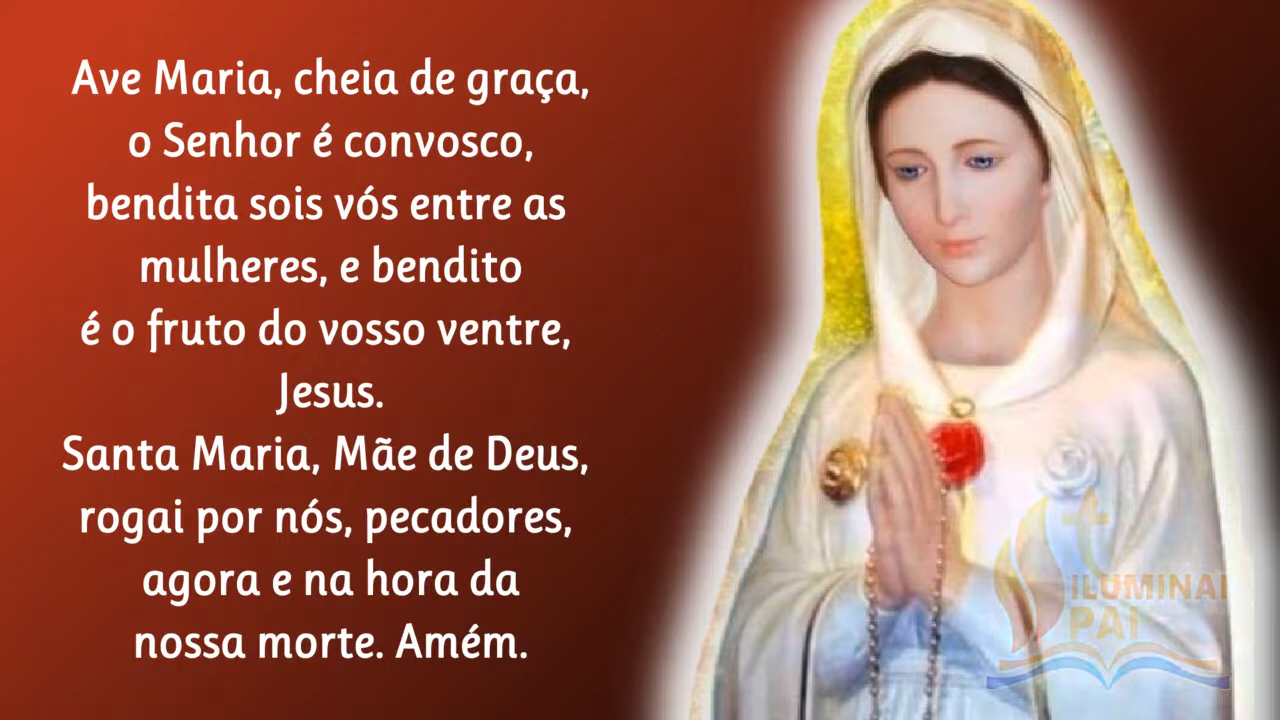 Ave Maria, cheia de graça,
o Senhor é convosco,
bendita sois vós entre as
mulheres, e bendito
é o fruto do vosso ventre,
Jesus.
Santa Maria, Mãe de Deus,
rogai por nós, pecadores,
agora e na hora da
nossa morte. Amém.
ILUMINAI
PAI